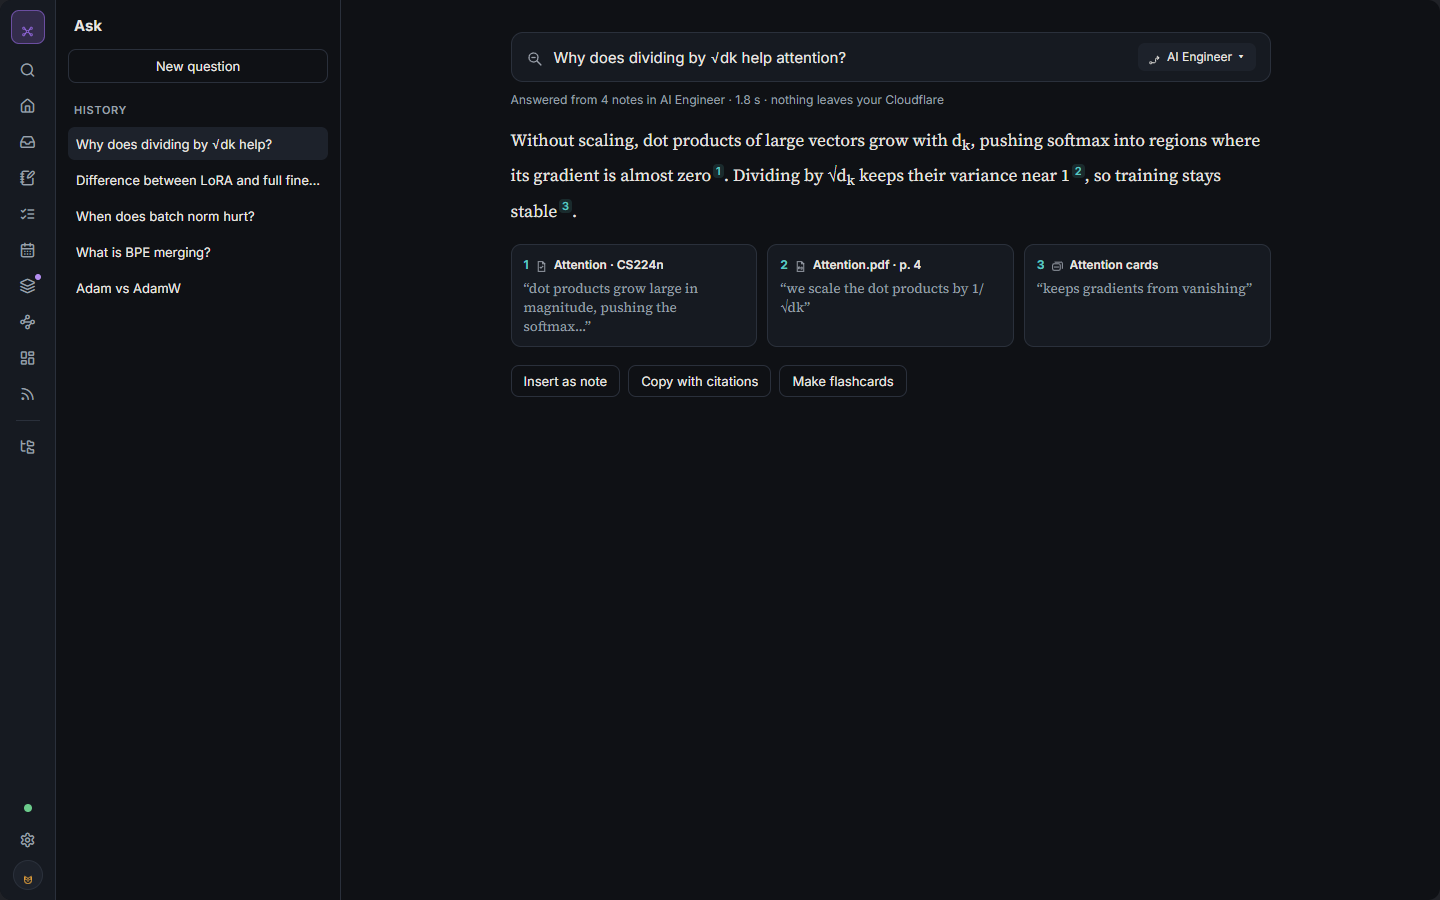 Ask
New question
HISTORY
Why does dividing by √dk help?
Difference between LoRA and full fine...
When does batch norm hurt?
What is BPE merging?
Adam vs AdamW
Why does dividing by √dk help attention?
AI Engineer
Answered from 4 notes in AI Engineer · 1.8 s · nothing leaves your Cloudflare
Without scaling, dot products of large vectors grow with dk, pushing softmax into regions where
its gradient is almost zero 1. Dividing by √dk keeps their variance near 1 2, so training stays
stable 3.
1 Attention · CS224n
“dot products grow large in
magnitude, pushing the
softmax…”
2 Attention.pdf · p. 4
“we scale the dot products by 1/
√dk”
3 Attention cards
“keeps gradients from vanishing”
Insert as note
Copy with citations
Make flashcards